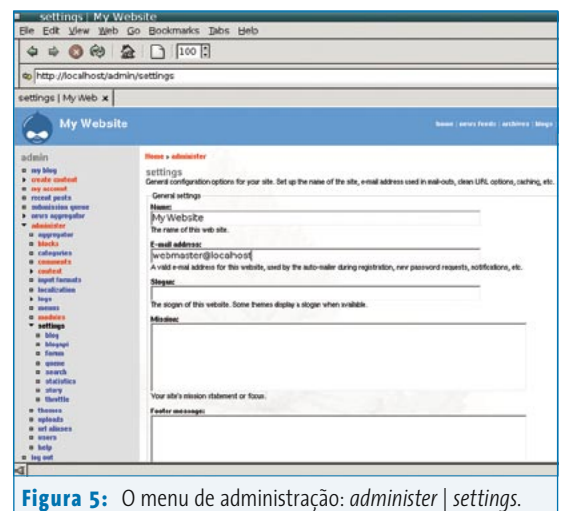 settings | My Website
File Edit View Web Go Bookmarks Tabs Help
100
http://localhost/admin/settings
settings | My Web x
My Website
home | news feeds | archives | blogs
admin
my blog
create content
my account
recent posts
submission queue
news aggregator
administer
aggregator
blocks
categories
comments
content
input formats
localization
logs
menus
modules
settings
blog
blogapi
forum
queue
search
statistics
story
throttle
themes
uploads
url aliases
users
help
log out
Home » administer
settings
General configuration options for your site. Set up the name of the site, e-mail address used in mail-outs, clean URL options, caching, etc.
General settings
Name:
My Website
The name of this web site.
E-mail address:
webmaster@localhost
A valid e-mail address for this website, used by the auto-mailer during registration, new password requests, notifications, etc.
Slogan:
The slogan of this website. Some themes display a slogan when available.
Mission:
Your site's mission statement or focus.
Footer message:
Figura 5: O menu de administração: administer | settings.